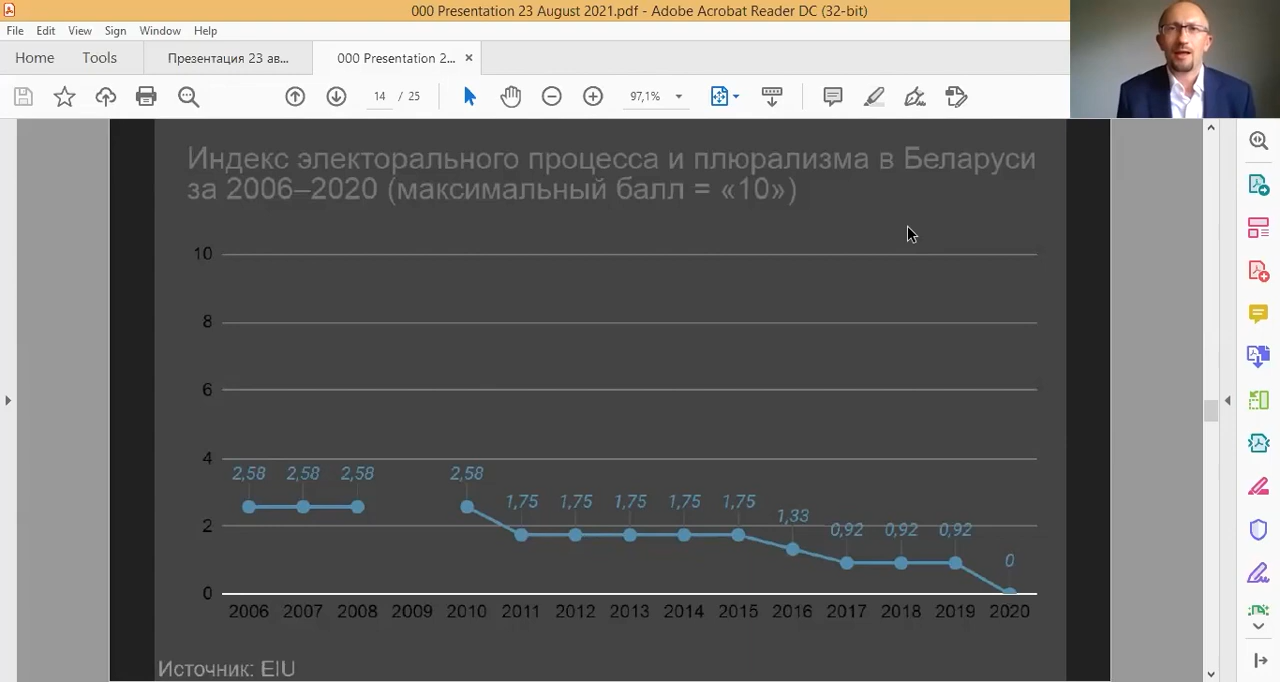 000 Presentation 23 August 2021.pdf - Adobe Acrobat Reader DC (32-bit)
File Edit View Sign Window Help
Home Tools Презентация 23 ав... 000 Presentation 2... ×
14 / 25 97,1%
Индекс электорального процесса и плюрализма в Беларуси
за 2006–2020 (максимальный балл = «10»)
10
8
6
4
2,58 2,58 2,58 2,58
1,75 1,75 1,75 1,75 1,75
1,33
0,92 0,92 0,92
2
0
0
2006 2007 2008 2009 2010 2011 2012 2013 2014 2015 2016 2017 2018 2019 2020
Источник: EIU